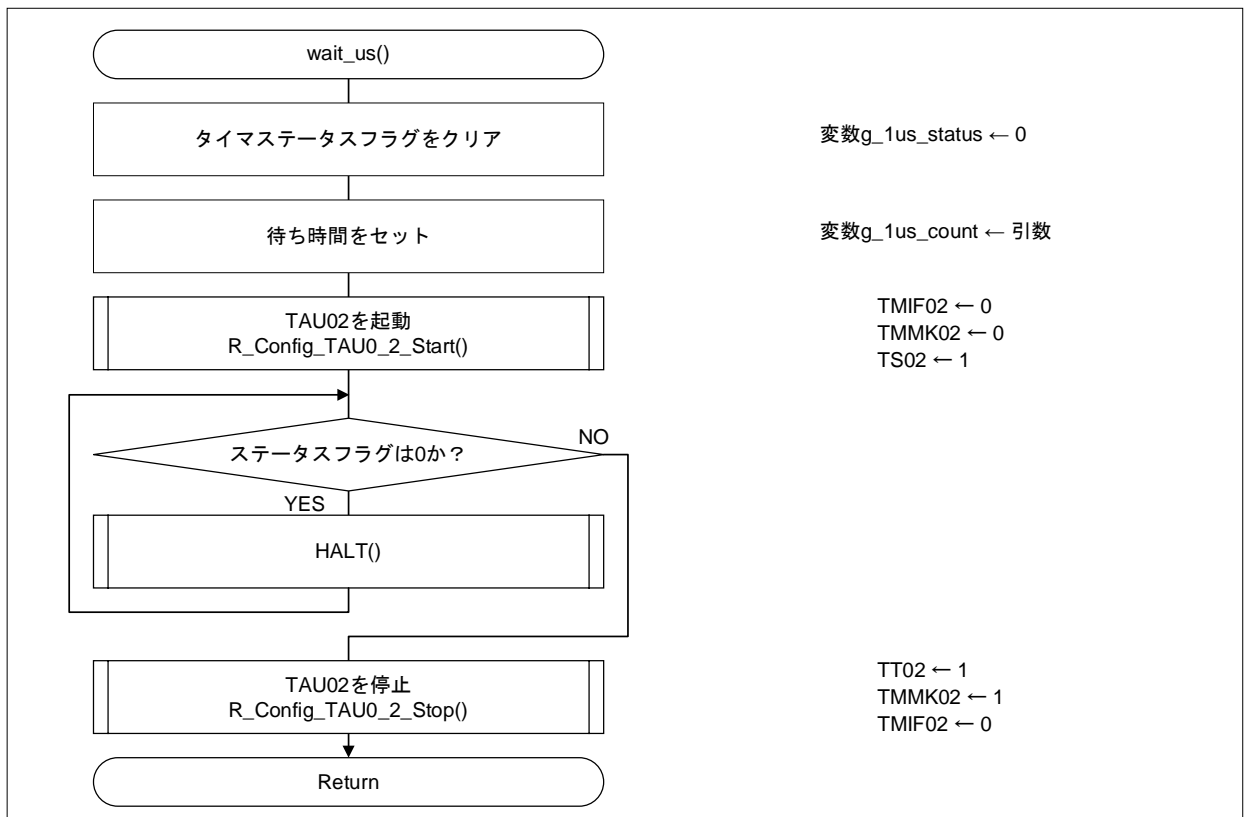 wait_us()
タイマステータスフラグをクリア
変数g_1us_status ← 0
待ち時間をセット
変数g_1us_count ← 引数
TAU02を起動
R_Config_TAU0_2_Start()
TMIF02 ← 0
TMMK02 ← 0
TS02 ← 1
ステータスフラグは0か？
NO
YES
HALT()
TAU02を停止
R_Config_TAU0_2_Stop()
TT02 ← 1
TMMK02 ← 1
TMIF02 ← 0
Return